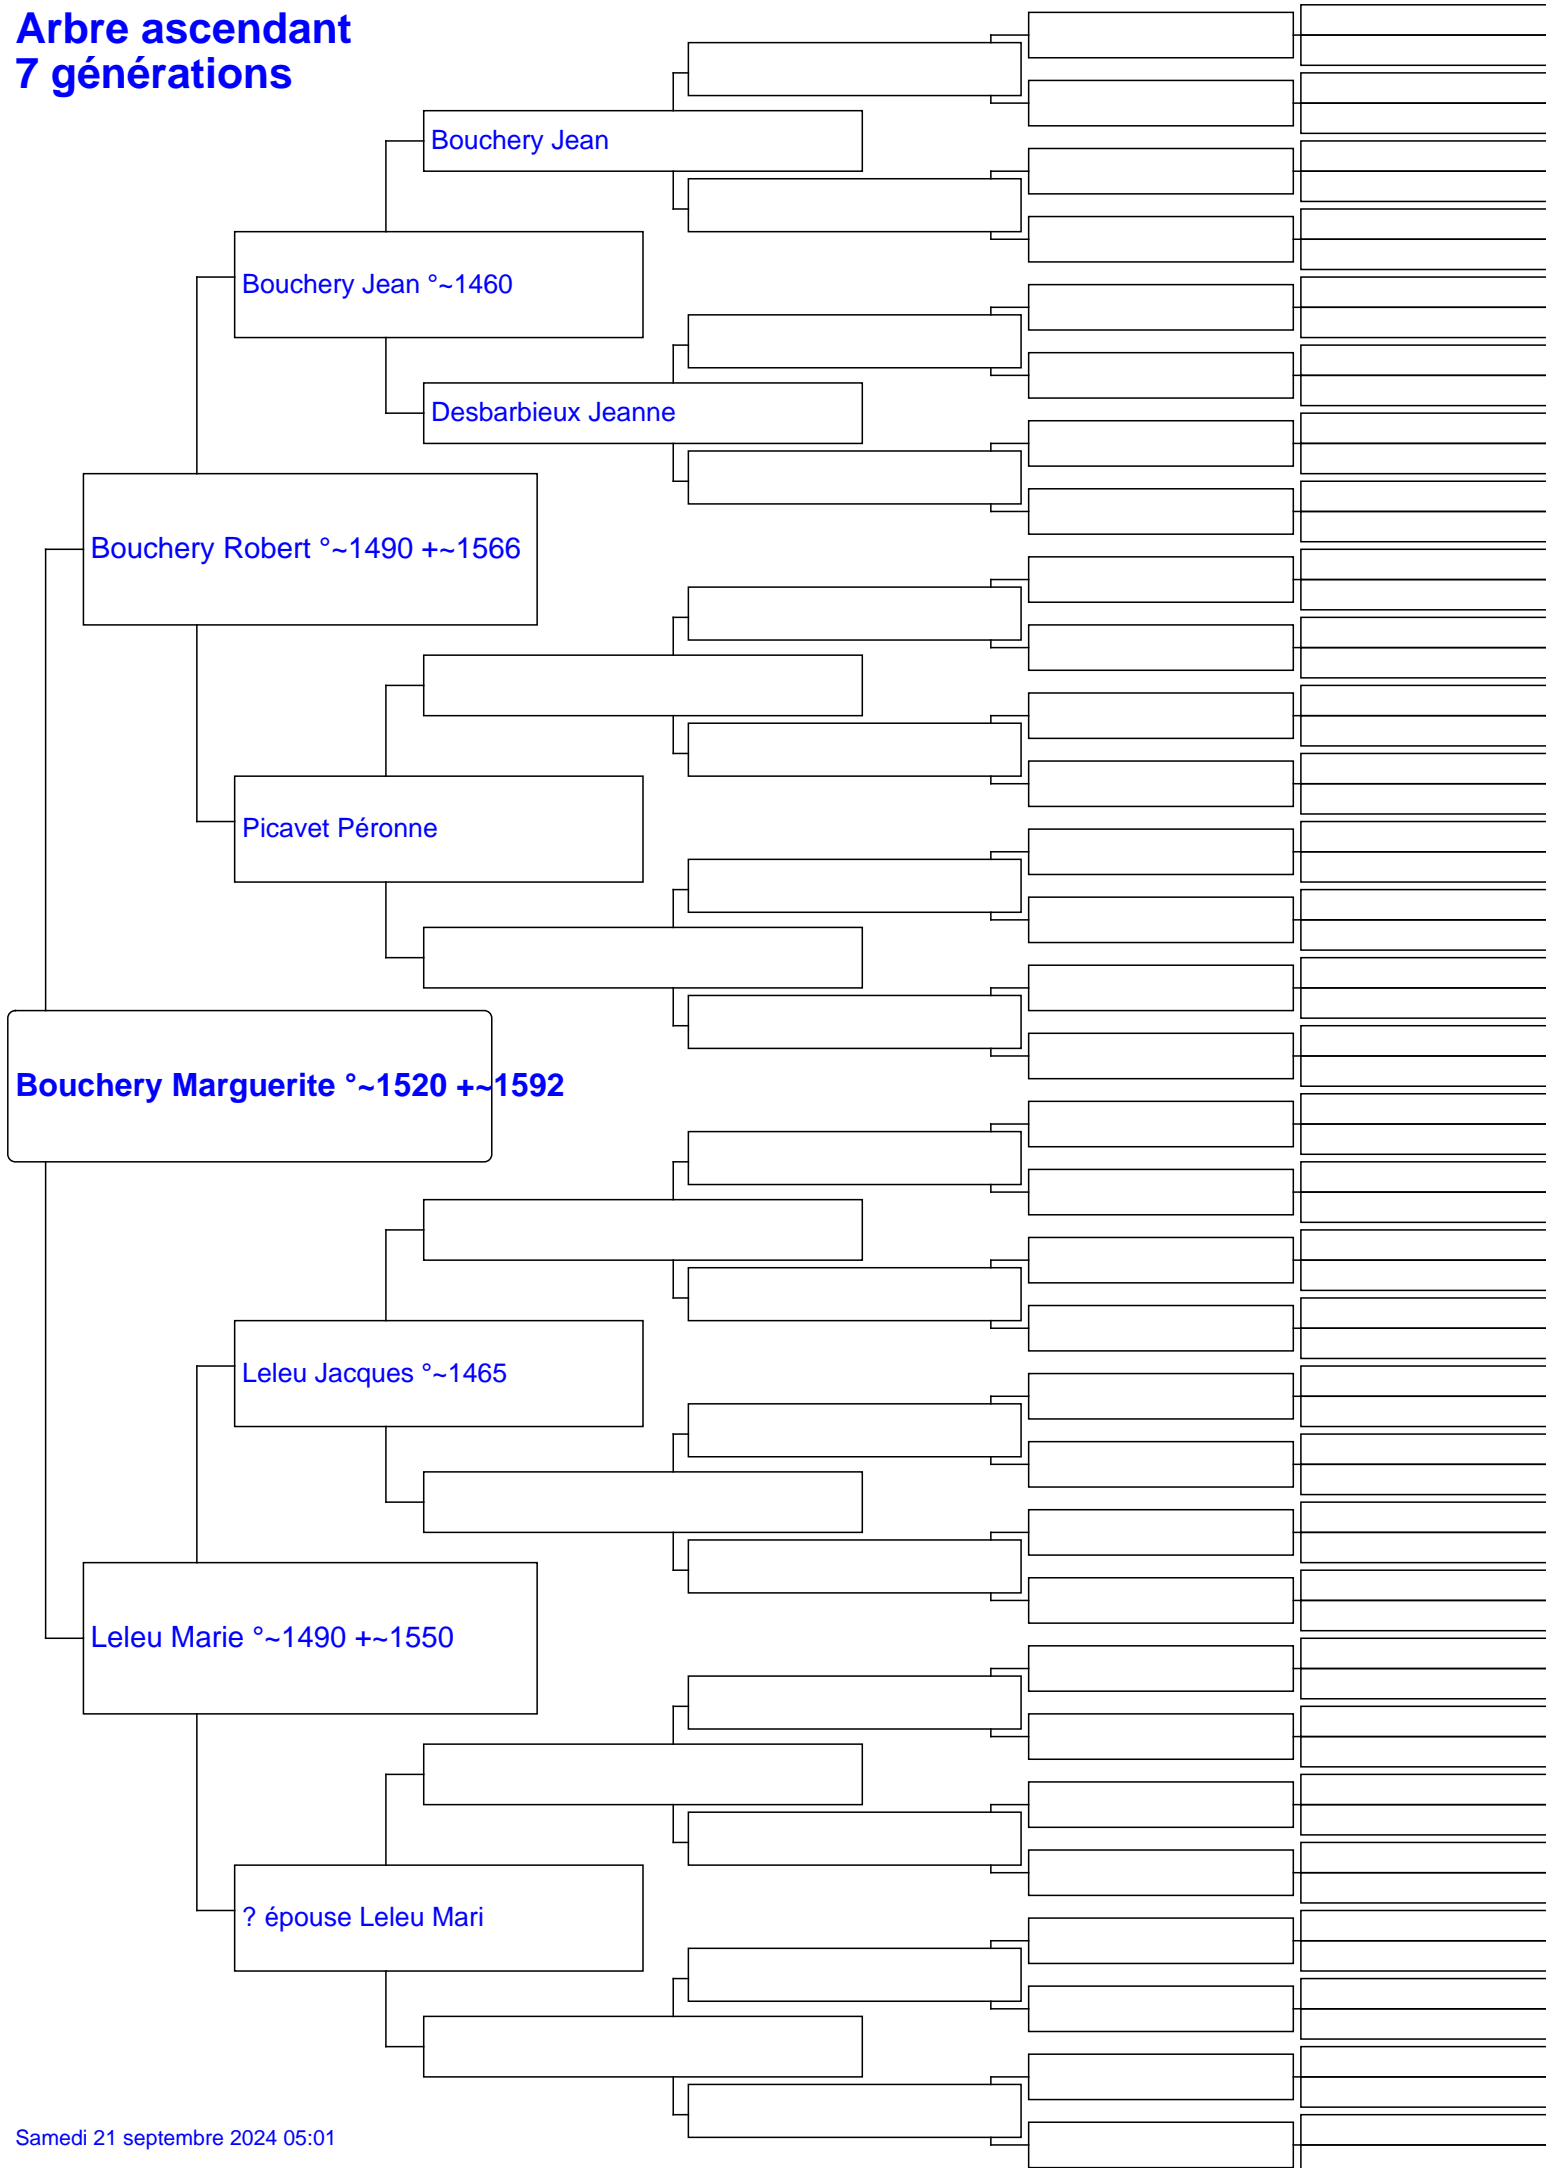 Arbre ascendant
7 générations
Bouchery Jean
Bouchery Jean °~1460
Desbarbieux Jeanne
Bouchery Robert °~1490 +~1566
Picavet Péronne
Bouchery Marguerite °~1520 +~1592
Leleu Jacques °~1465
Leleu Marie °~1490 +~1550
? épouse Leleu Mari
Samedi 21 septembre 2024 05:01